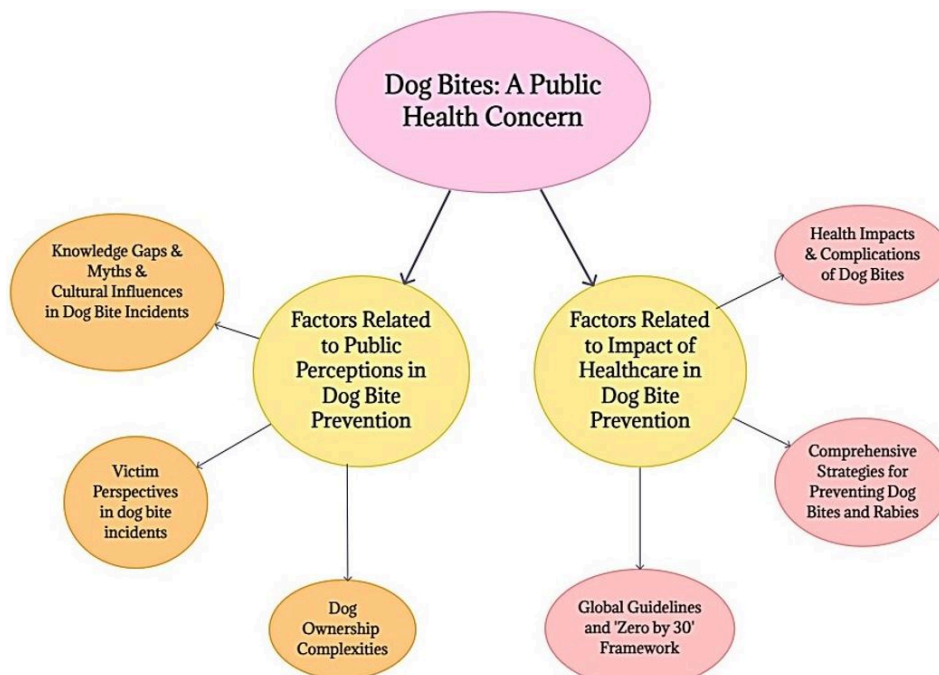 Dog Bites: A Public
Health Concern
Knowledge Gaps &
Myths &
Cultural Influences
in Dog Bite Incidents
Factors Related
to Public
Perceptions in
Dog Bite
Prevention
Factors Related
to Impact of
Healthcare in
Dog Bite
Prevention
Health Impacts
& Complications
of Dog Bites
Victim
Perspectives
in dog bite
incidents
Comprehensive
Strategies for
Preventing Dog
Bites and Rabies
Dog
Ownership
Complexities
Global Guidelines
and 'Zero by 30'
Framework